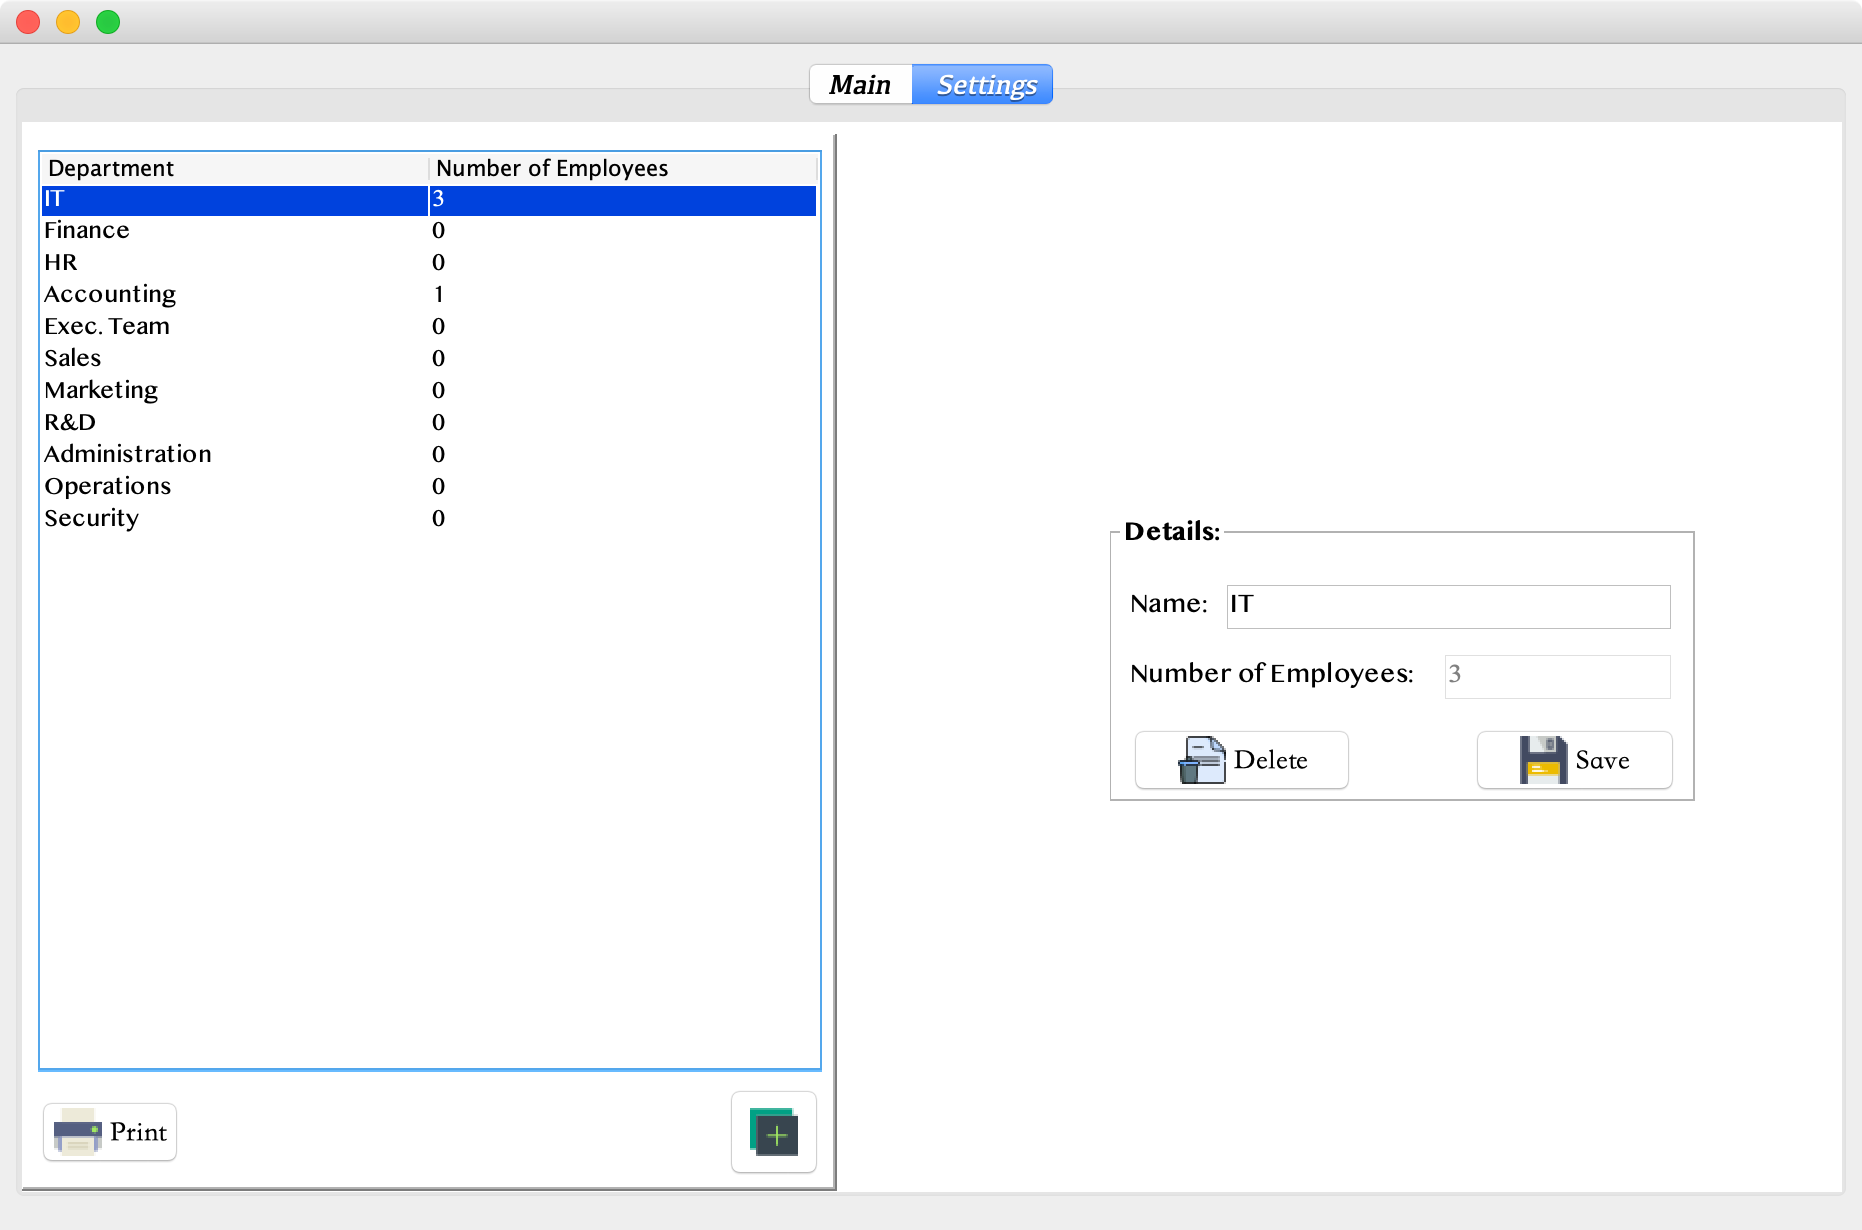 Main Settings
Department Number of Employees
IT 3
Finance 0
HR 0
Accounting 1
Exec. Team 0
Sales 0
Marketing 0
R&D 0
Administration 0
Operations 0
Security 0
Details:
Name: IT
Number of Employees: 3
Delete Save
Print